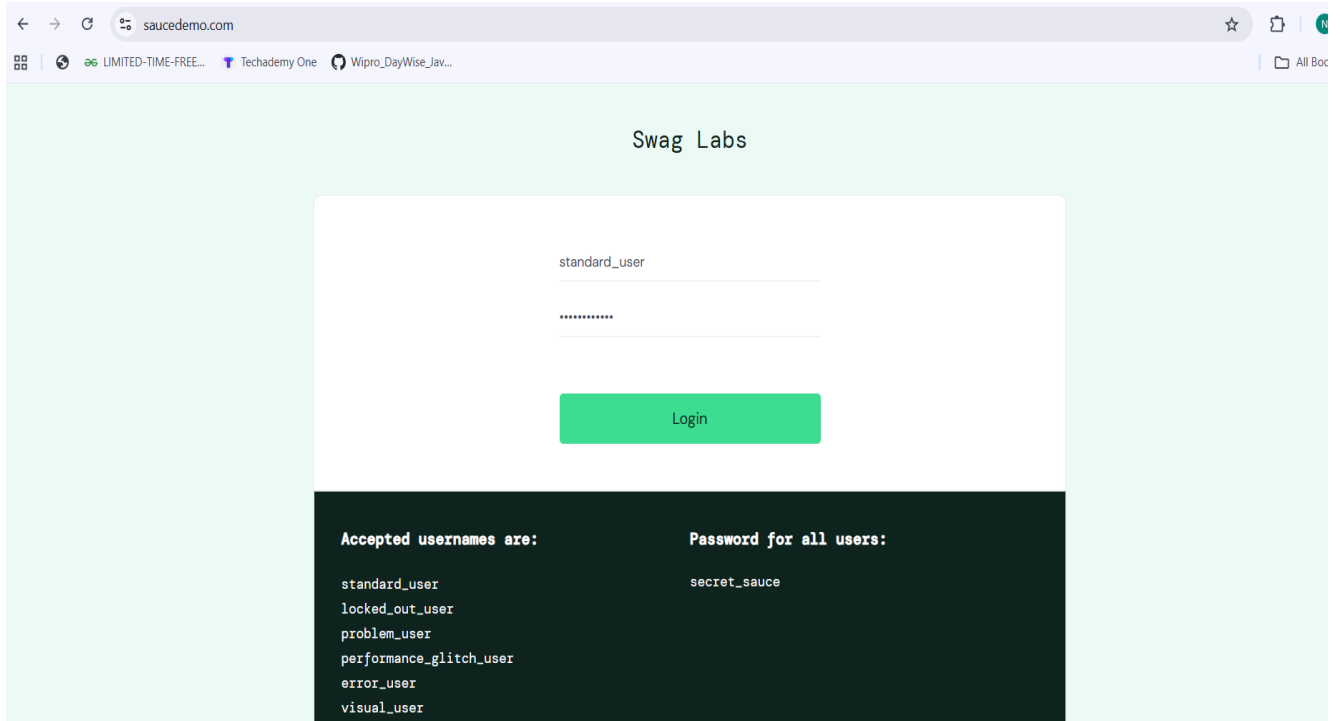 saucedemo.com
N
LIMITED-TIME-FREE... Techademy One Wipro_DayWise_Jav... All Boo
Swag Labs
standard_user
••••••••••••
Login
Accepted usernames are:
standard_user
locked_out_user
problem_user
performance_glitch_user
error_user
visual_user
Password for all users:
secret_sauce